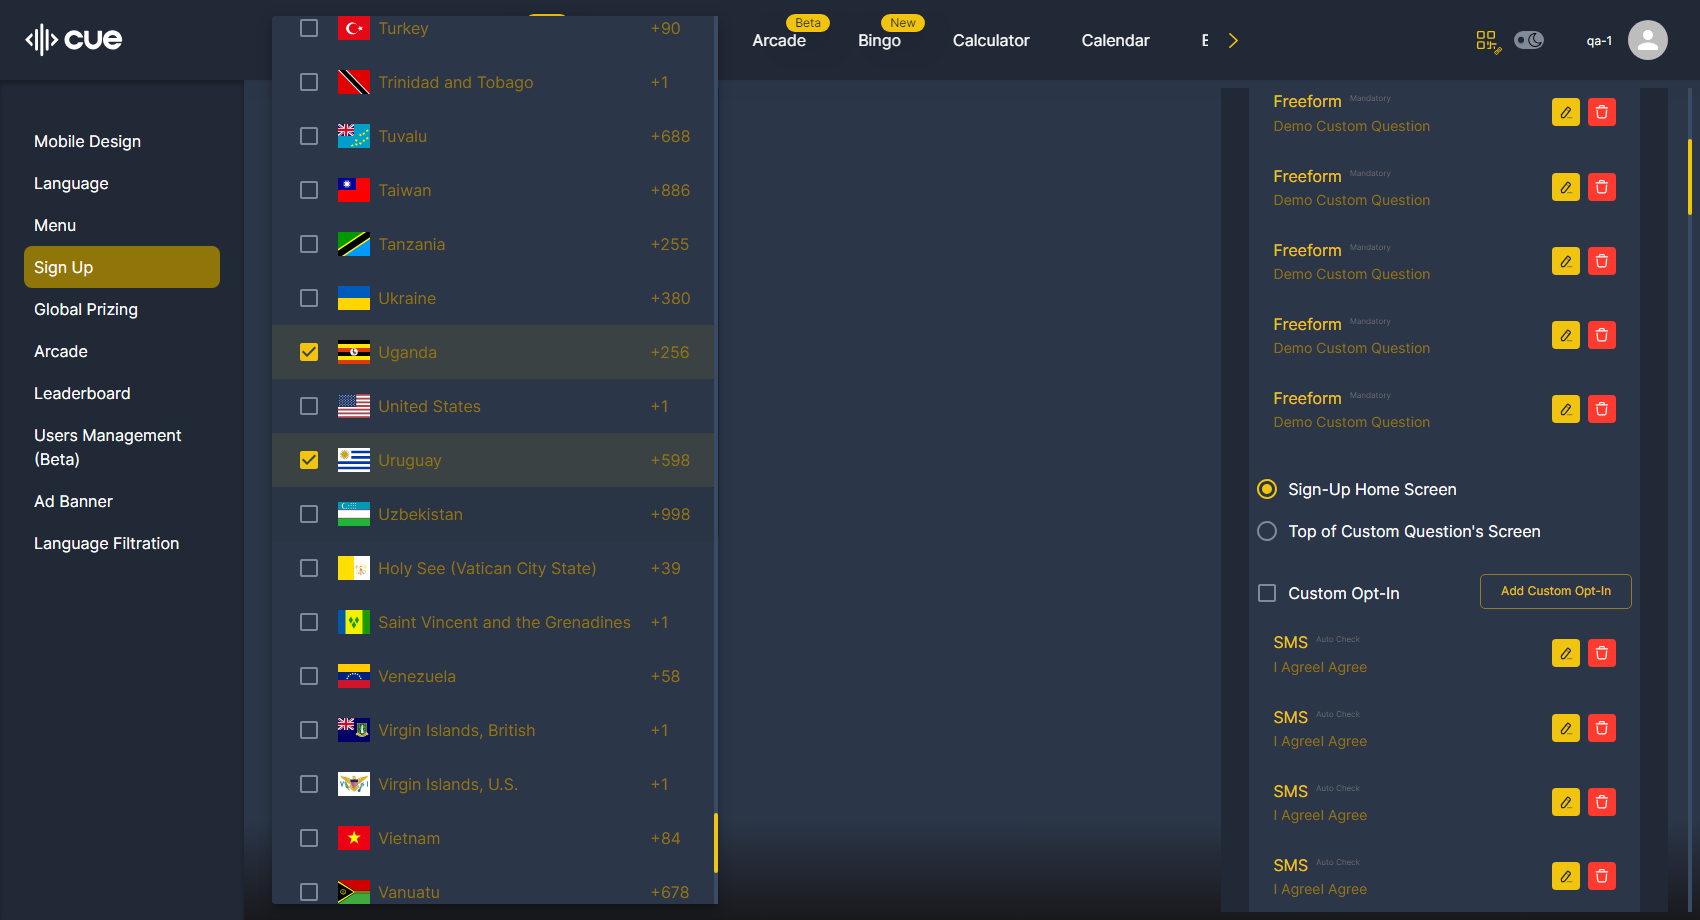 cue
Beta
New
Arcade
Bingo
Calculator
Calendar
qa-1
Mobile Design
Language
Menu
Sign Up
Global Prizing
Arcade
Leaderboard
Users Management
(Beta)
Ad Banner
Language Filtration
Turkey +90
Trinidad and Tobago +1
Tuvalu +688
Taiwan +886
Tanzania +255
Ukraine +380
Uganda +256
United States +1
Uruguay +598
Uzbekistan +998
Holy See (Vatican City State) +39
Saint Vincent and the Grenadines +1
Venezuela +58
Virgin Islands, British +1
Virgin Islands, U.S. +1
Vietnam +84
Vanuatu +678
Freeform Mandatory
Demo Custom Question
Freeform Mandatory
Demo Custom Question
Freeform Mandatory
Demo Custom Question
Freeform Mandatory
Demo Custom Question
Freeform Mandatory
Demo Custom Question
Sign-Up Home Screen
Top of Custom Question's Screen
Custom Opt-In
Add Custom Opt-In
SMS Auto Check
I AgreeI Agree
SMS Auto Check
I AgreeI Agree
SMS Auto Check
I AgreeI Agree
SMS Auto Check
I AgreeI Agree